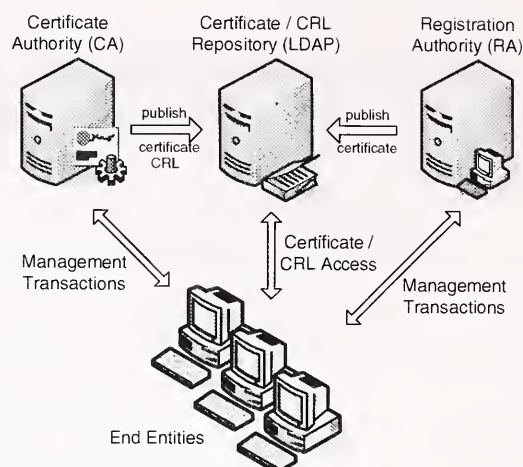 Certificate
Authority (CA)
Certificate / CRL
Repository (LDAP)
Registration
Authority (RA)
publish
certificate
CRL
publish
certificate
Certificate /
CRL Access
Management
Transactions
Management
Transactions
End Entities